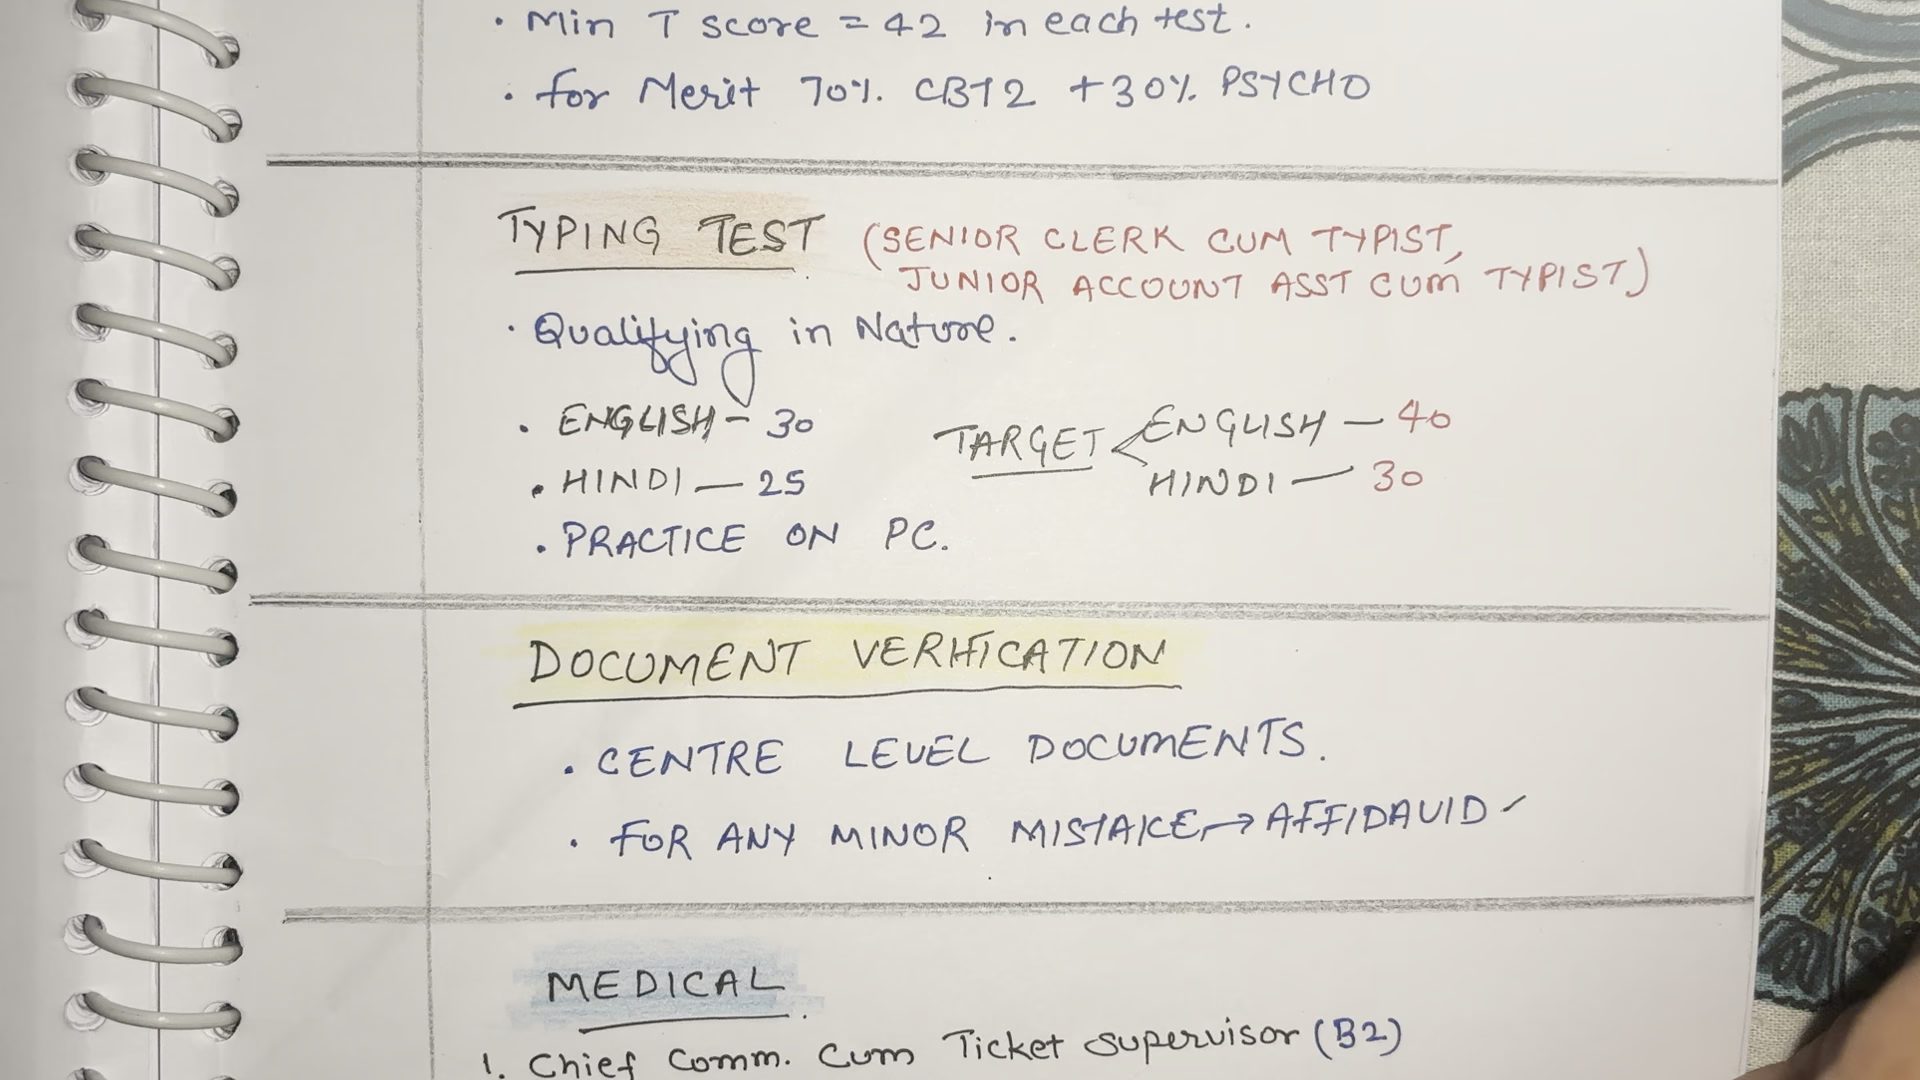 · Min T score = 42 in each test.
· for Merit 70% CBT2 + 30% PSYCHO
TYPING TEST (SENIOR CLERK CUM TYPIST,
JUNIOR ACCOUNT ASST CUM TYPIST)
· Qualifying in Nature.
· ENGLISH - 30 TARGET < ENGLISH — 40
· HINDI — 25 HINDI — 30
· PRACTICE ON PC.
DOCUMENT VERIFICATION
· CENTRE LEVEL DOCUMENTS.
· FOR ANY MINOR MISTAKE → AFFIDAVID
MEDICAL
1. Chief Comm. Cum Ticket Supervisor (B2)